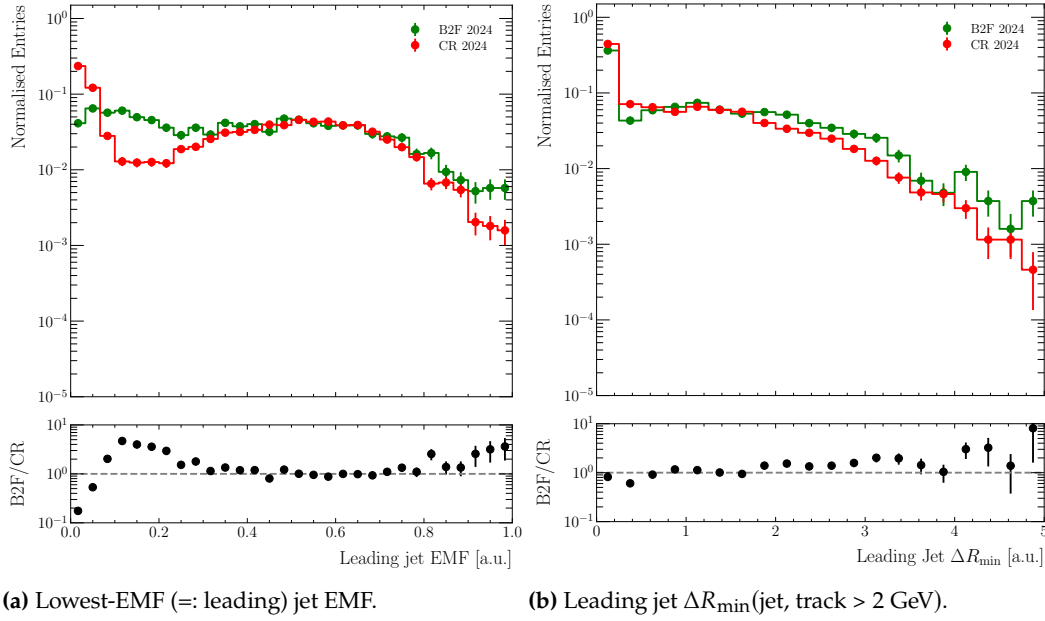 Normalised Entries
10^0
10^-1
10^-2
10^-3
10^-4
10^-5
B2F 2024
CR 2024
B2F/CR
10^1
10^0
10^-1
0.0 0.2 0.4 0.6 0.8 1.0
Leading jet EMF [a.u.]
(a) Lowest-EMF (=: leading) jet EMF.
Normalised Entries
10^0
10^-1
10^-2
10^-3
10^-4
10^-5
B2F 2024
CR 2024
B2F/CR
10^1
10^0
10^-1
0 1 2 3 4 5
Leading Jet ΔR_min [a.u.]
(b) Leading jet ΔR_min(jet, track > 2 GeV).